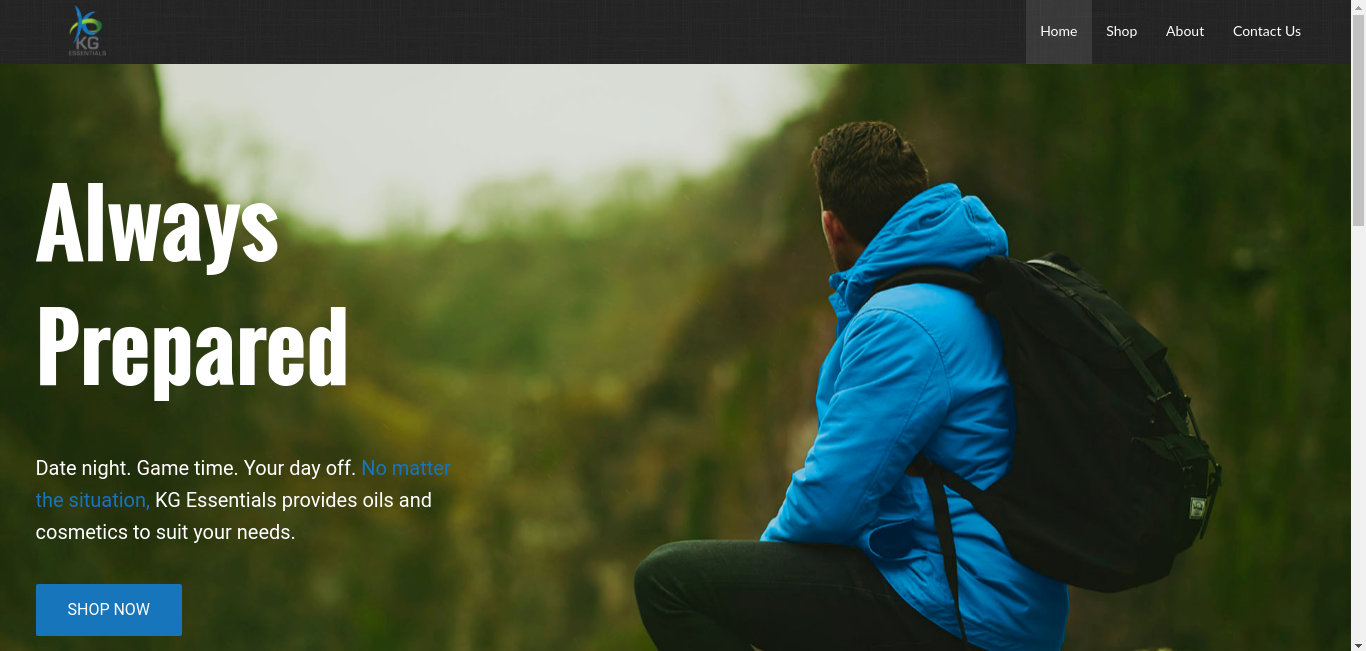 KG
ESSENTIALS
Home Shop About Contact Us
Always
Prepared
Date night. Game time. Your day off. No matter
the situation, KG Essentials provides oils and
cosmetics to suit your needs.
SHOP NOW